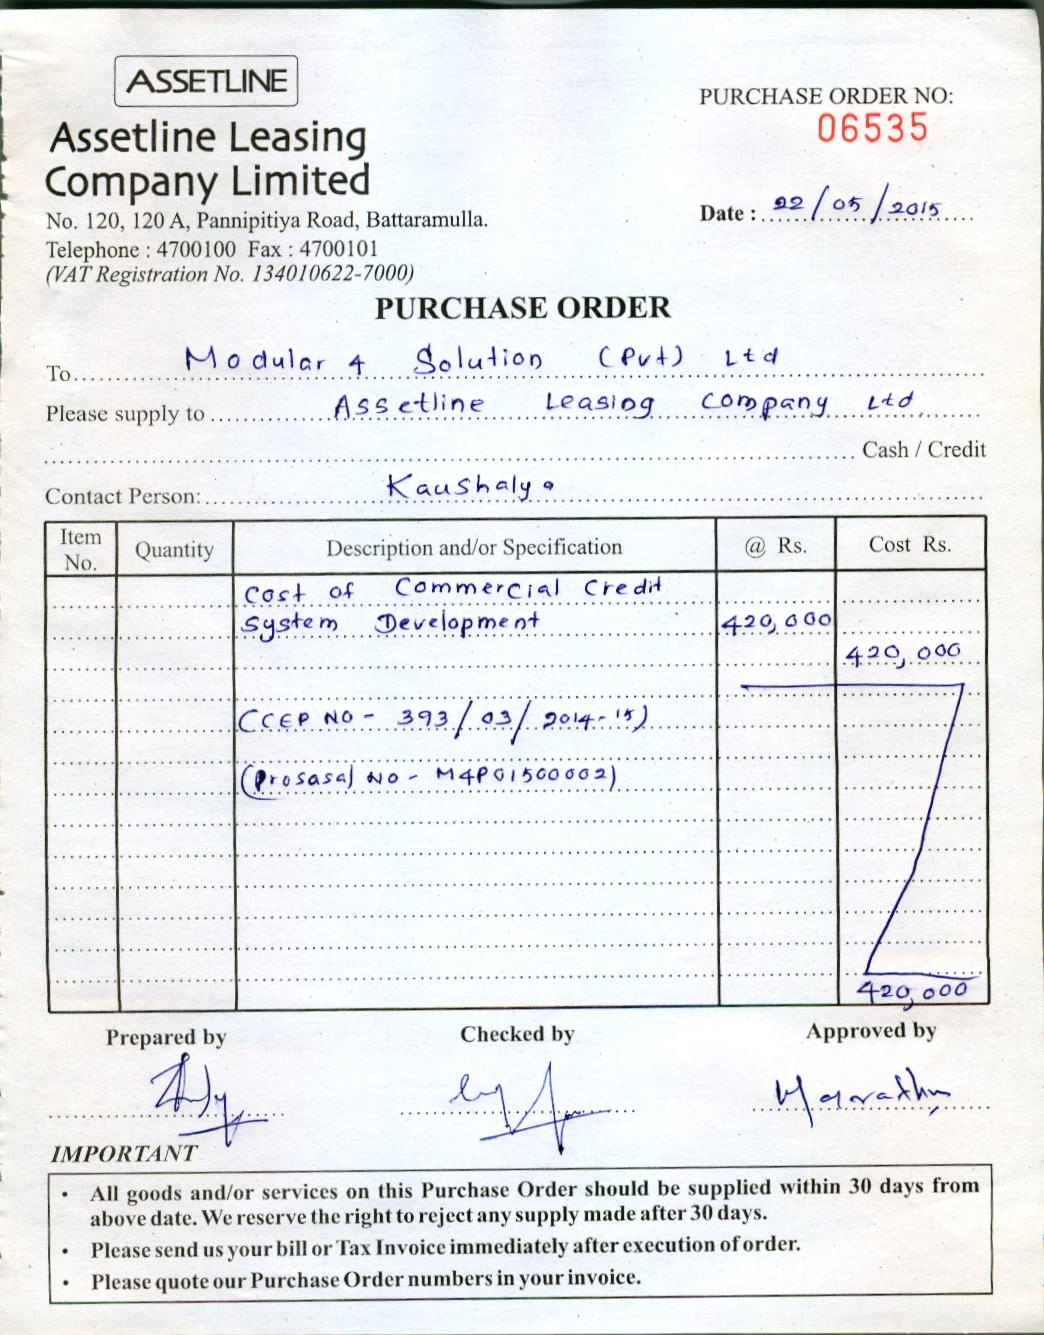 ASSETLINE
Assetline Leasing
Company Limited
No. 120, 120 A, Pannipitiya Road, Battaramulla.
Telephone : 4700100 Fax : 4700101
(VAT Registration No. 134010622-7000)
PURCHASE ORDER NO:
06535
Date : 22/05/2015
PURCHASE ORDER
To Modular 4 Solution (Pvt) Ltd
Please supply to Assetline Leasing Company Ltd
Cash / Credit
Contact Person: Kaushalya
Item No. Quantity Description and/or Specification @ Rs. Cost Rs.
Cost of Commercial Credit
System Development 420,000
420,000
(CCEP NO - 393/03/2014-15)
(Prosasal NO - M4P01500002)
420,000
Prepared by Checked by Approved by
IMPORTANT
• All goods and/or services on this Purchase Order should be supplied within 30 days from
above date. We reserve the right to reject any supply made after 30 days.
• Please send us your bill or Tax Invoice immediately after execution of order.
• Please quote our Purchase Order numbers in your invoice.